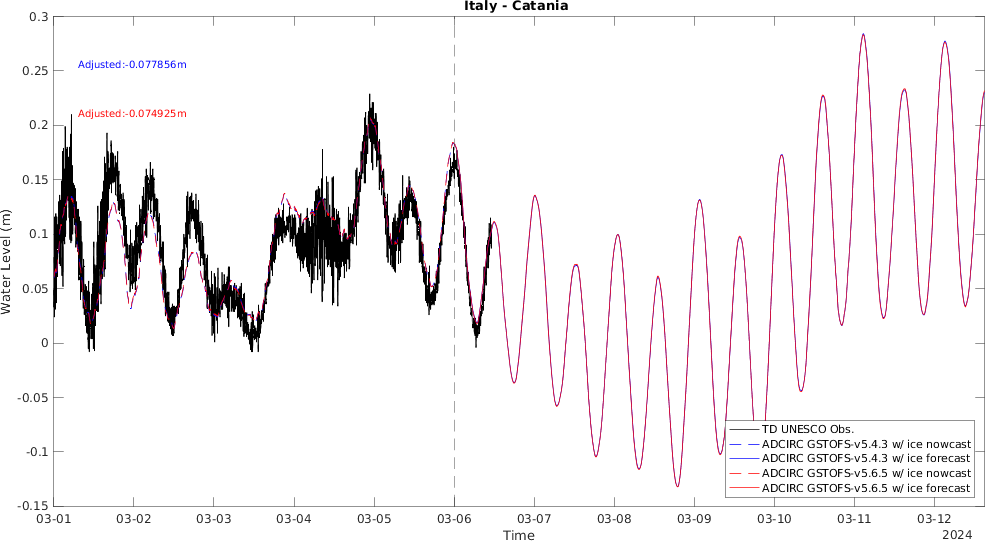 Italy - Catania
Water Level (m)
0.3
0.25
0.2
0.15
0.1
0.05
0
-0.05
-0.1
-0.15
Adjusted:-0.077856m
Adjusted:-0.074925m
TD UNESCO Obs.
ADCIRC GSTOFS-v5.4.3 w/ ice nowcast
ADCIRC GSTOFS-v5.4.3 w/ ice forecast
ADCIRC GSTOFS-v5.6.5 w/ ice nowcast
ADCIRC GSTOFS-v5.6.5 w/ ice forecast
03-01 03-02 03-03 03-04 03-05 03-06 03-07 03-08 03-09 03-10 03-11 03-12
Time
2024